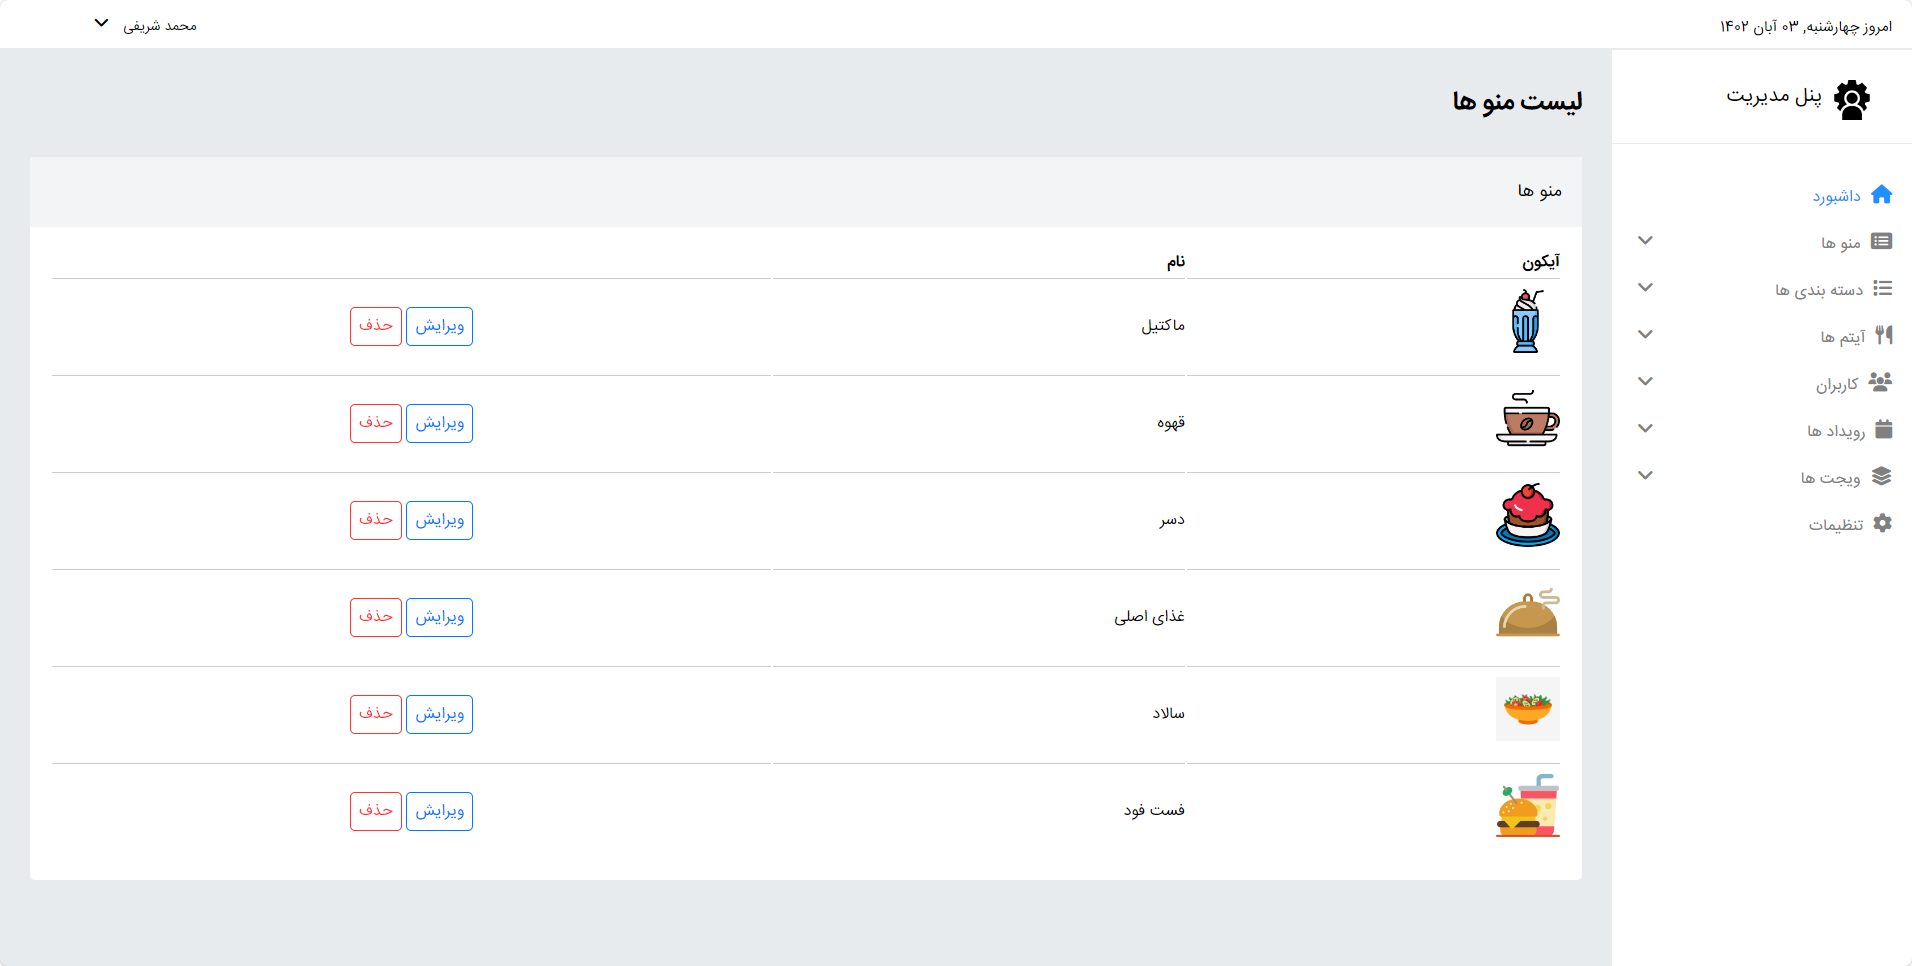 امروز چهارشنبه, ۰۳ آبان ۱۴۰۲
محمد شریفی
پنل مدیریت
داشبورد
منو ها
دسته بندی ها
آیتم ها
کاربران
رویداد ها
ویجت ها
تنظیمات
لیست منو ها
منو ها
آیکون نام
ماکتیل ویرایش حذف
قهوه ویرایش حذف
دسر ویرایش حذف
غذای اصلی ویرایش حذف
سالاد ویرایش حذف
فست فود ویرایش حذف